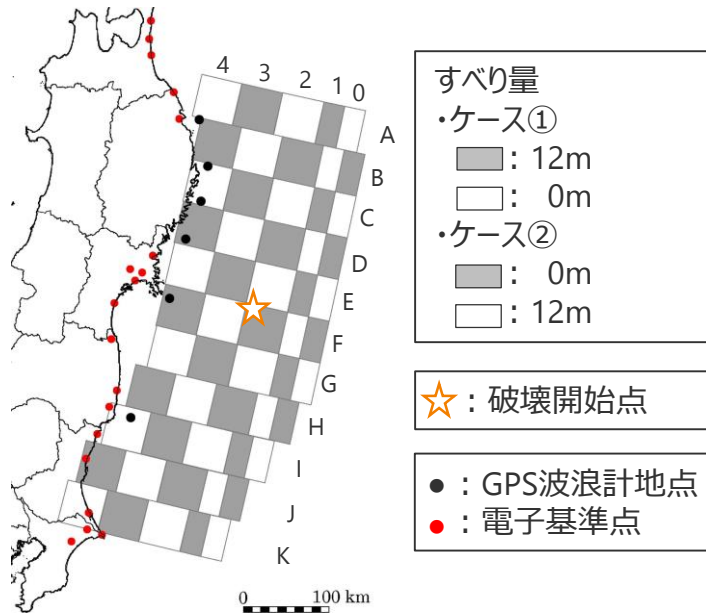 4 3 2 1 0
A
B
C
D
E
F
G
H
I
J
K
0 100 km
すべり量
・ケース①
: 12m
: 0m
・ケース②
: 0m
: 12m
: 破壊開始点
: GPS波浪計地点
: 電子基準点